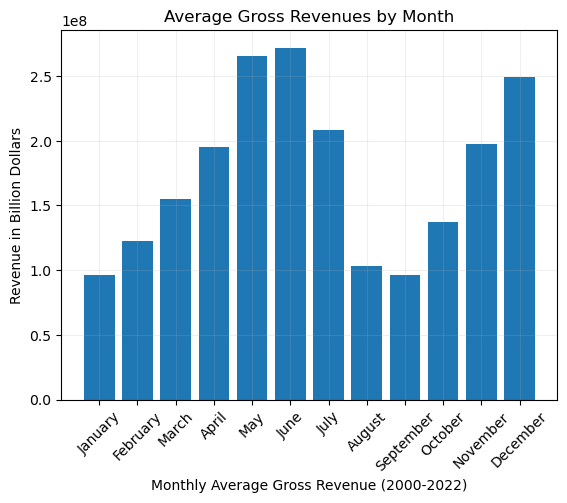 Average Gross Revenues by Month
1e8
2.5
2.0
1.5
1.0
0.5
0.0
Revenue in Billion Dollars
January
February
March
April
May
June
July
August
September
October
November
December
Monthly Average Gross Revenue (2000-2022)